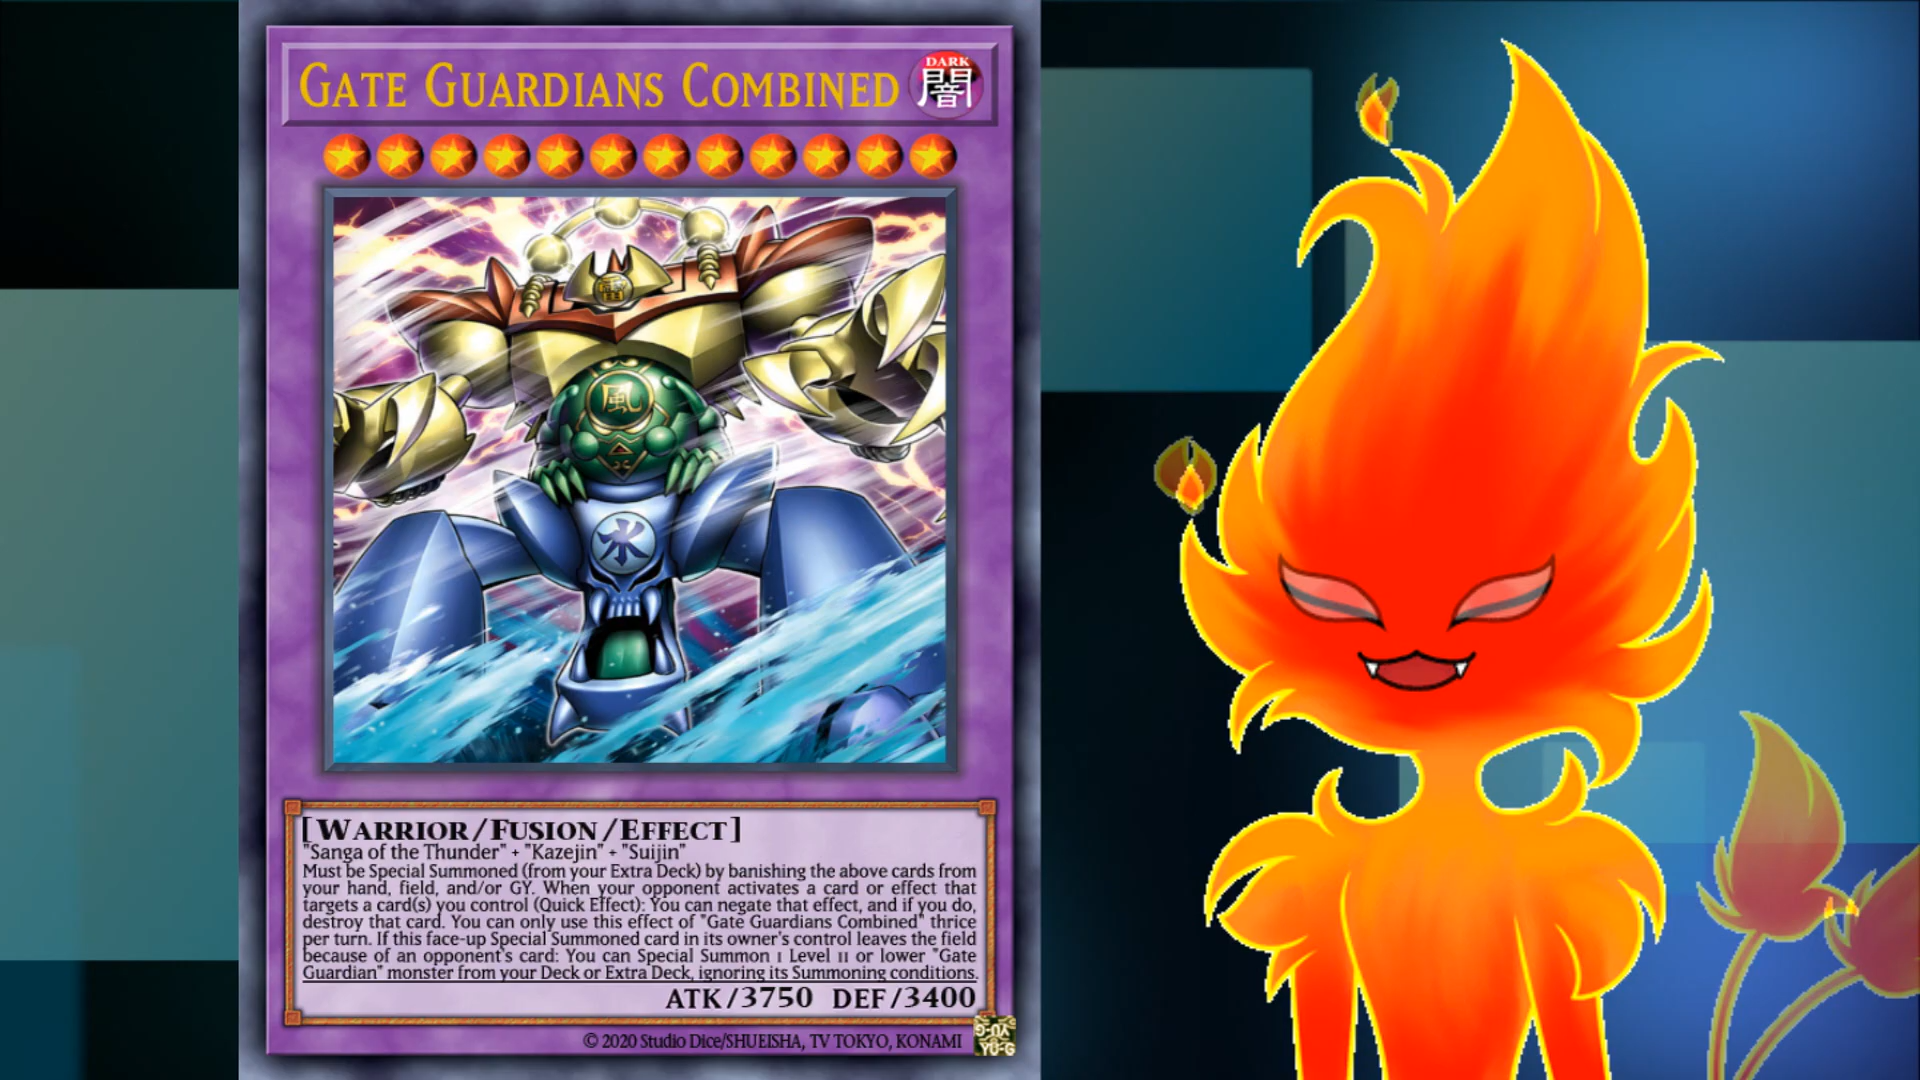 GATE GUARDIANS COMBINED
DARK
闇
雷
風
水
[WARRIOR/FUSION/EFFECT]
"Sanga of the Thunder" + "Kazejin" + "Suijin"
Must be Special Summoned (from your Extra Deck) by banishing the above cards from
your hand, field, and/or GY. When your opponent activates a card or effect that
targets a card(s) you control (Quick Effect): You can negate that effect, and if you do,
destroy that card. You can only use this effect of "Gate Guardians Combined" thrice
per turn. If this face-up Special Summoned card in its owner's control leaves the field
because of an opponent's card: You can Special Summon 1 Level 11 or lower "Gate
Guardian" monster from your Deck or Extra Deck, ignoring its Summoning conditions.
ATK/3750 DEF/3400
© 2020 Studio Dice/SHUEISHA, TV TOKYO, KONAMI